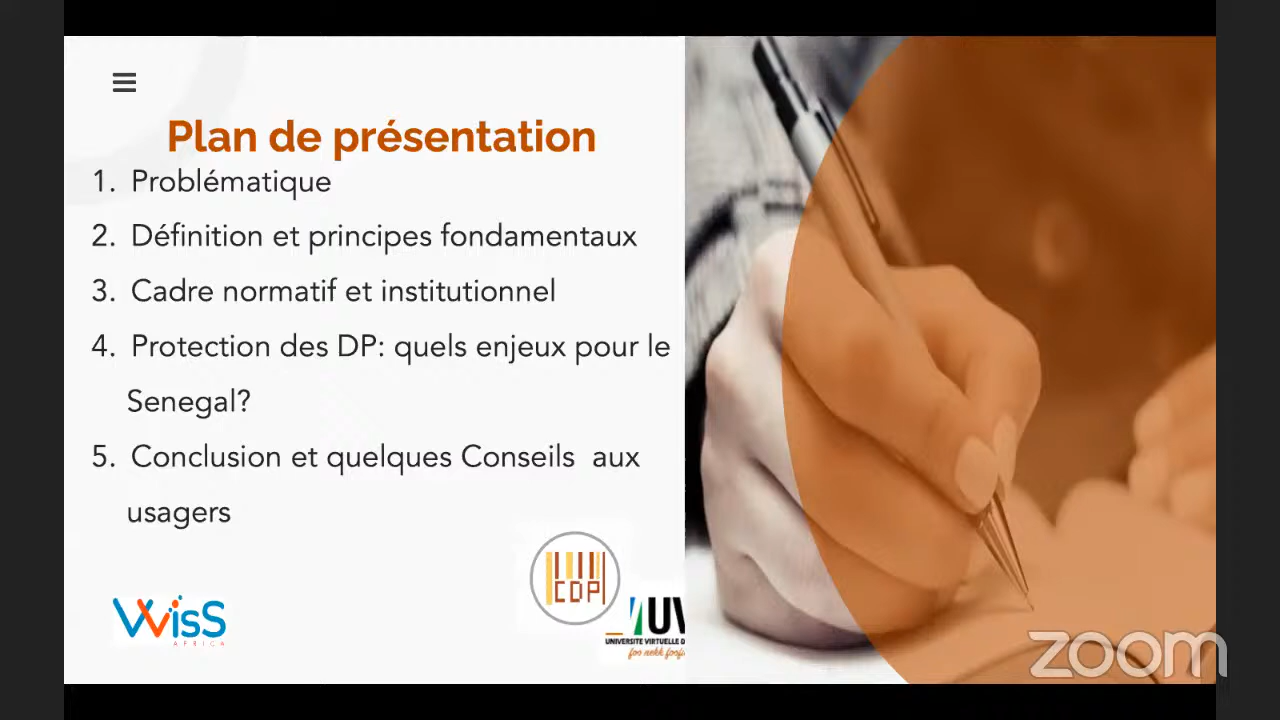 Plan de présentation
1. Problématique
2. Définition et principes fondamentaux
3. Cadre normatif et institutionnel
4. Protection des DP: quels enjeux pour le
Senegal?
5. Conclusion et quelques Conseils aux
usagers
CDP
WisS
AFRICA
UNIVERSITE VIRTUELLE
foo nekk
zoom